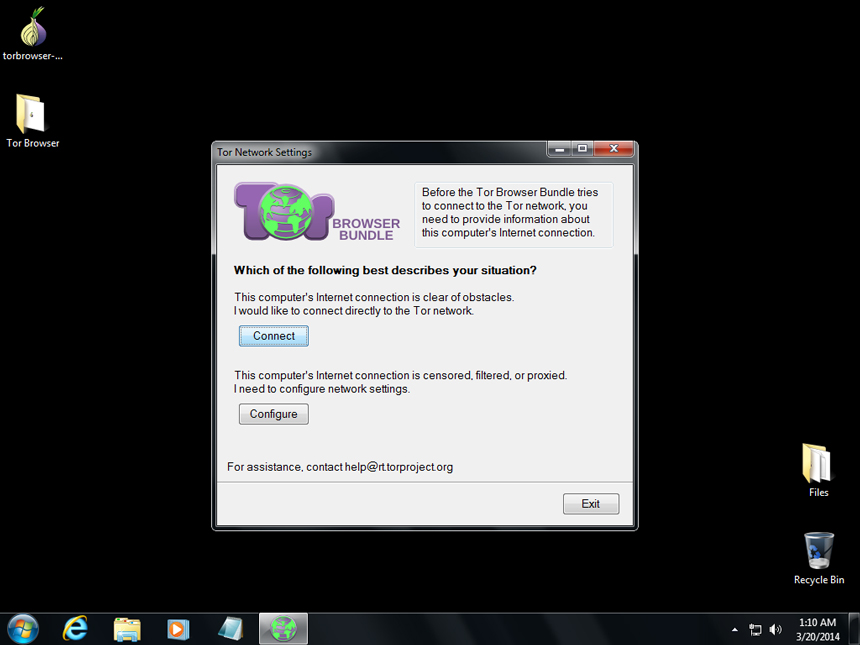 torbrowser-...
Tor Browser
Tor Network Settings
Tor
BROWSER
BUNDLE
Before the Tor Browser Bundle tries
to connect to the Tor network, you
need to provide information about
this computer's Internet connection.
Which of the following best describes your situation?
This computer's Internet connection is clear of obstacles.
I would like to connect directly to the Tor network.
Connect
This computer's Internet connection is censored, filtered, or proxied.
I need to configure network settings.
Configure
For assistance, contact help@rt.torproject.org
Exit
Files
Recycle Bin
1:10 AM
3/20/2014